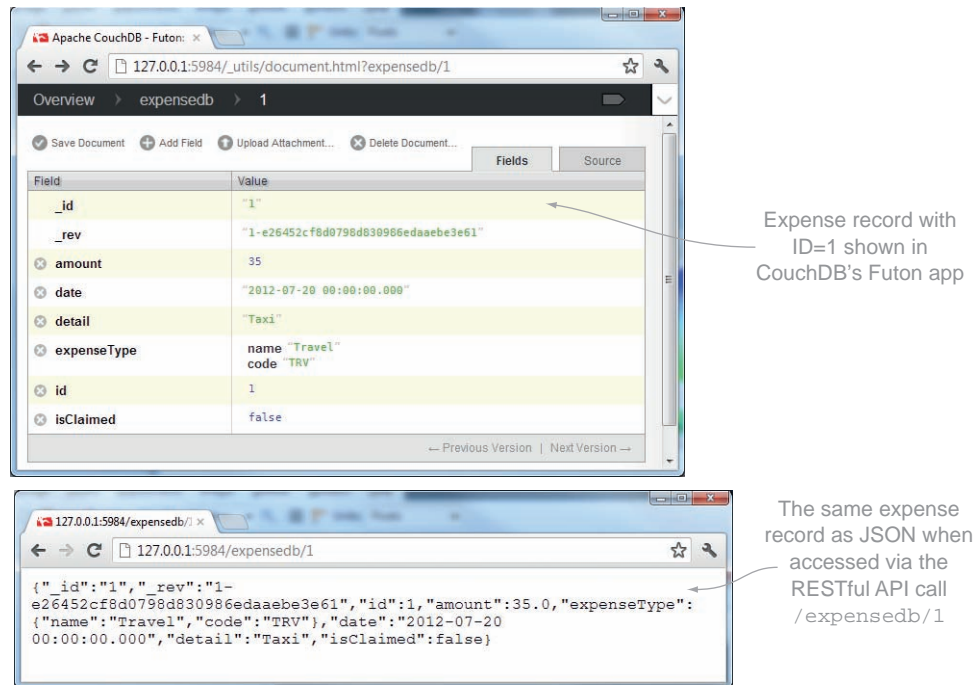 Apache CouchDB - Futon:
127.0.0.1:5984/_utils/document.html?expensedb/1
Overview expensedb 1
Save Document Add Field Upload Attachment... Delete Document...
Fields Source
Field Value
_id "1"
_rev "1-e26452cf8d0798d830986edaaebe3e61"
amount 35
date "2012-07-20 00:00:00.000"
detail "Taxi"
expenseType name "Travel"
code "TRV"
id 1
isClaimed false
← Previous Version | Next Version →
Expense record with
ID=1 shown in
CouchDB's Futon app
127.0.0.1:5984/expensedb/1
127.0.0.1:5984/expensedb/1
{"_id":"1","_rev":"1-
e26452cf8d0798d830986edaaebe3e61","id":1,"amount":35.0,"expenseType":
{"name":"Travel","code":"TRV"},"date":"2012-07-20
00:00:00.000","detail":"Taxi","isClaimed":false}
The same expense
record as JSON when
accessed via the
RESTful API call
/expensedb/1